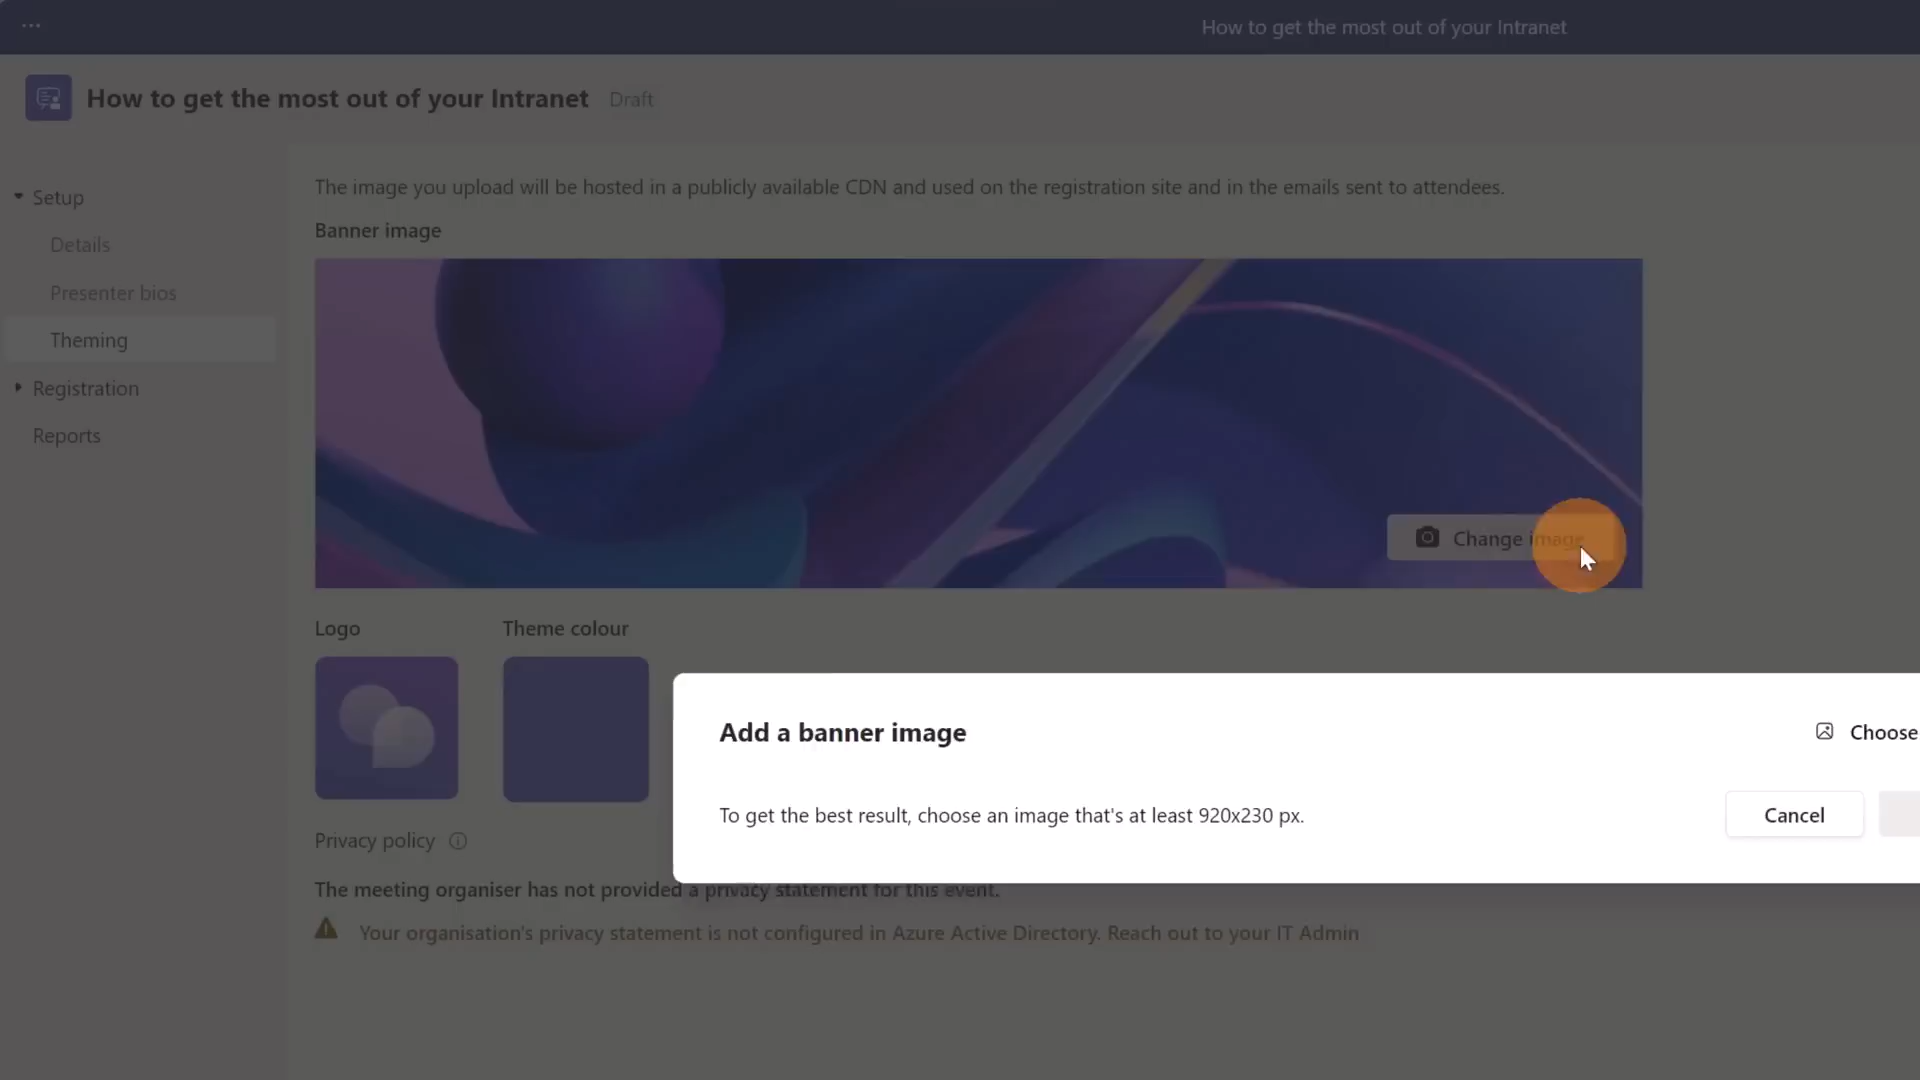 How to get the most out of your Intranet
How to get the most out of your Intranet Draft
Setup
Details
Presenter bios
Theming
Registration
Reports
The image you upload will be hosted in a publicly available CDN and used on the registration site and in the emails sent to attendees.
Banner image
Change image
Logo
Theme colour
Add a banner image
Choose
To get the best result, choose an image that's at least 920x230 px.
Cancel
Privacy policy
The meeting organiser has not provided a privacy statement for this event.
Your organisation's privacy statement is not configured in Azure Active Directory. Reach out to your IT Admin